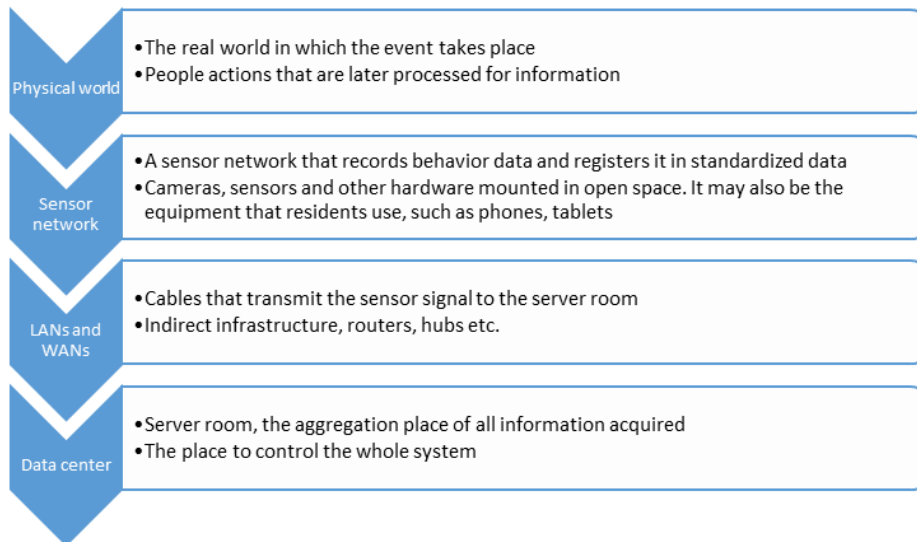 Physical world
•The real world in which the event takes place
•People actions that are later processed for information
Sensor
network
•A sensor network that records behavior data and registers it in standardized data
•Cameras, sensors and other hardware mounted in open space. It may also be the
equipment that residents use, such as phones, tablets
LANs and
WANs
•Cables that transmit the sensor signal to the server room
•Indirect infrastructure, routers, hubs etc.
Data center
•Server room, the aggregation place of all information acquired
•The place to control the whole system